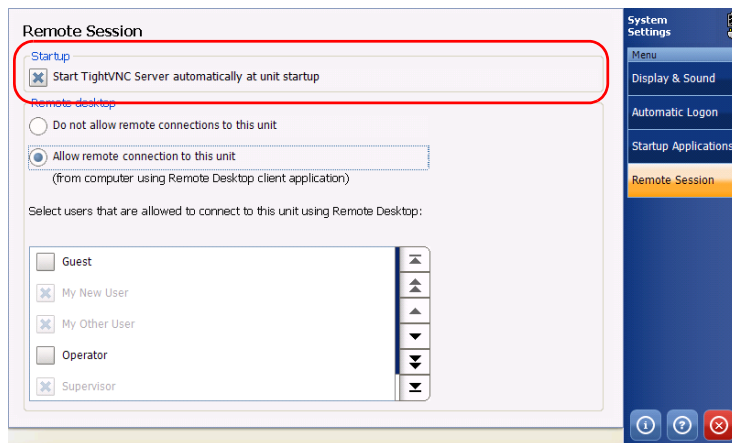 Remote Session
Startup
Start TightVNC Server automatically at unit startup
Remote desktop
Do not allow remote connections to this unit
Allow remote connection to this unit
(from computer using Remote Desktop client application)
Select users that are allowed to connect to this unit using Remote Desktop:
Guest
My New User
My Other User
Operator
Supervisor
System
Settings
Menu
Display & Sound
Automatic Logon
Startup Applications
Remote Session